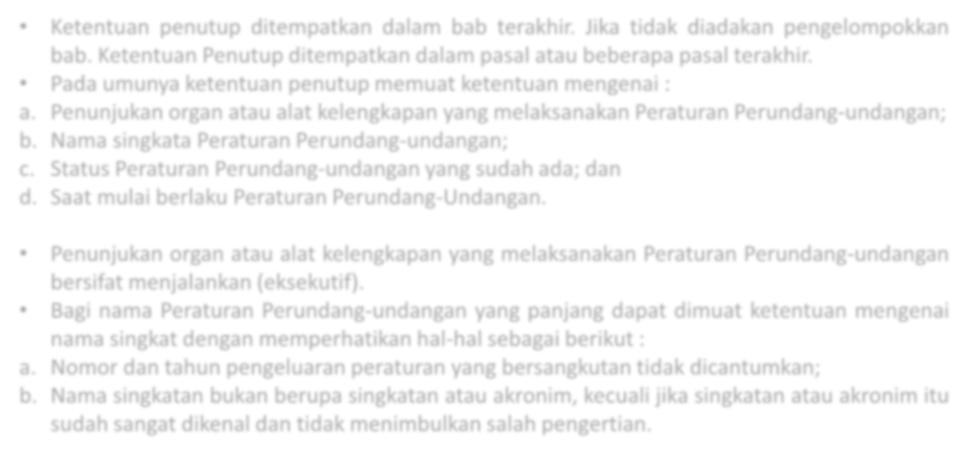 • Ketentuan penutup ditempatkan dalam bab terakhir. Jika tidak diadakan pengelompokkan
bab. Ketentuan Penutup ditempatkan dalam pasal atau beberapa pasal terakhir.
• Pada umunya ketentuan penutup memuat ketentuan mengenai :
a. Penunjukan organ atau alat kelengkapan yang melaksanakan Peraturan Perundang-undangan;
b. Nama singkata Peraturan Perundang-undangan;
c. Status Peraturan Perundang-undangan yang sudah ada; dan
d. Saat mulai berlaku Peraturan Perundang-Undangan.
• Penunjukan organ atau alat kelengkapan yang melaksanakan Peraturan Perundang-undangan
bersifat menjalankan (eksekutif).
• Bagi nama Peraturan Perundang-undangan yang panjang dapat dimuat ketentuan mengenai
nama singkat dengan memperhatikan hal-hal sebagai berikut :
a. Nomor dan tahun pengeluaran peraturan yang bersangkutan tidak dicantumkan;
b. Nama singkatan bukan berupa singkatan atau akronim, kecuali jika singkatan atau akronim itu
sudah sangat dikenal dan tidak menimbulkan salah pengertian.